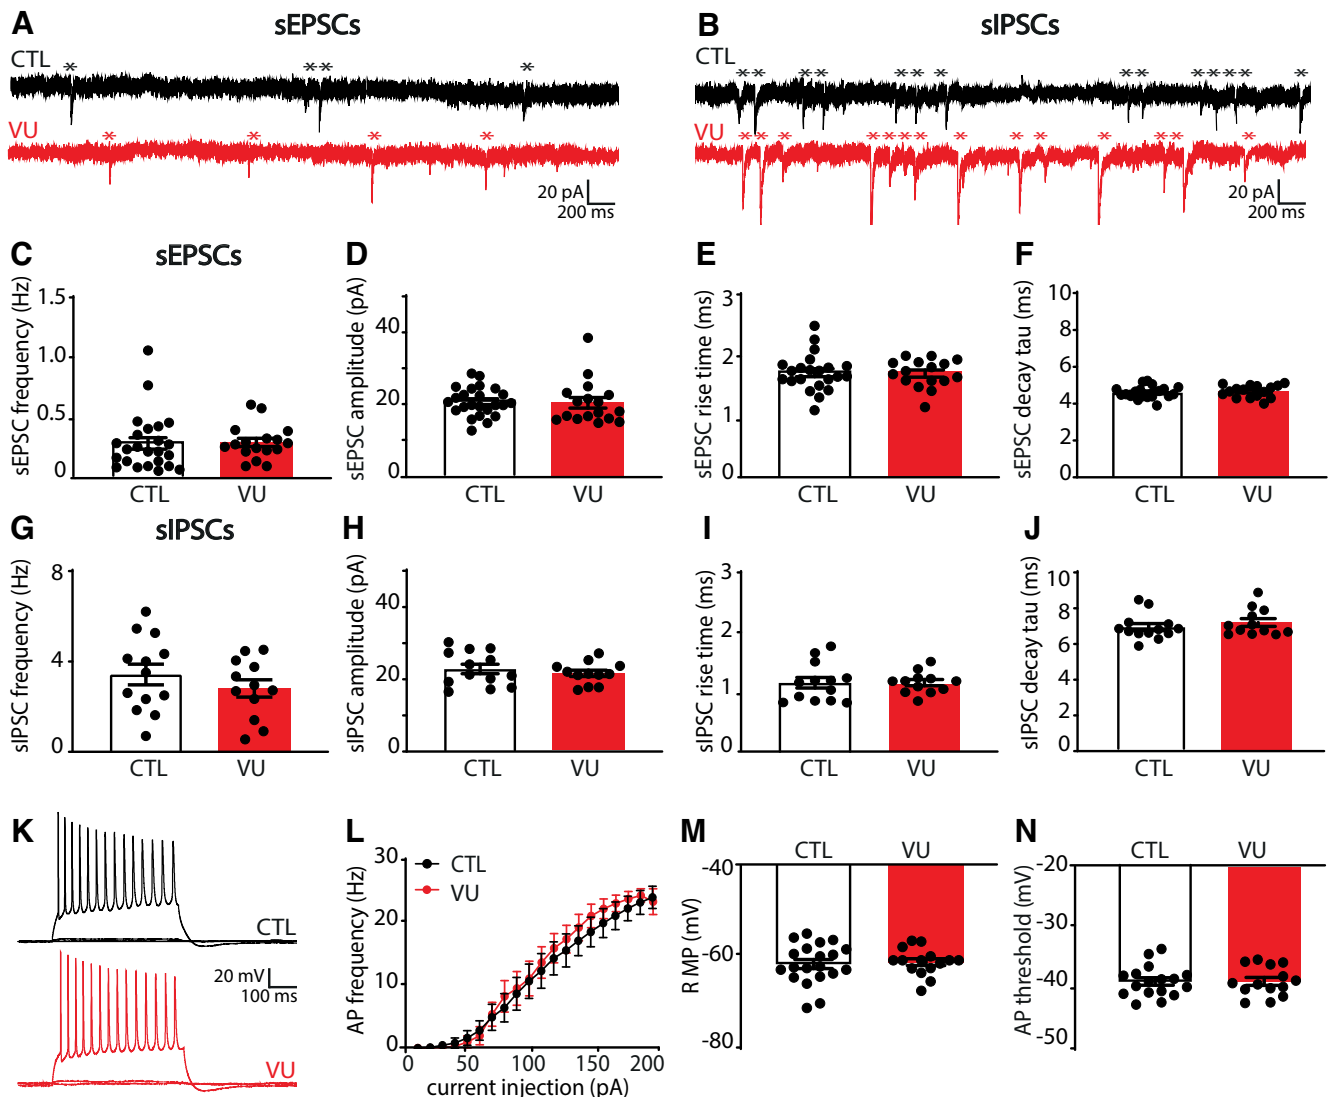 A sEPSCs
B sIPSCs
CTL
* ** *
VU
* * * *
20 pA
200 ms
CTL
** ** ** * ** **** *
VU
*** **** * ** * ** *
20 pA
200 ms
C sEPSCs
sEPSC frequency (Hz)
1.5
1.0
0.5
0
CTL VU
D
sEPSC amplitude (pA)
40
20
0
CTL VU
E
sEPSC rise time (ms)
3
2
1
0
CTL VU
F
sEPSC decay tau (ms)
10
8
6
4
2
0
CTL VU
G sIPSCs
sIPSC frequency (Hz)
8
4
0
CTL VU
H
sIPSC amplitude (pA)
40
20
0
CTL VU
I
sIPSC rise time (ms)
3
2
1
0
CTL VU
J
sIPSC decay tau (ms)
10
8
6
4
2
0
CTL VU
K
CTL
20 mV
100 ms
VU
L
AP frequency (Hz)
30
20
10
0
CTL
VU
0 50 100 150 200
current injection (pA)
M
CTL VU
R MP (mV)
-40
-60
-80
N
CTL VU
AP threshold (mV)
-20
-30
-40
-50